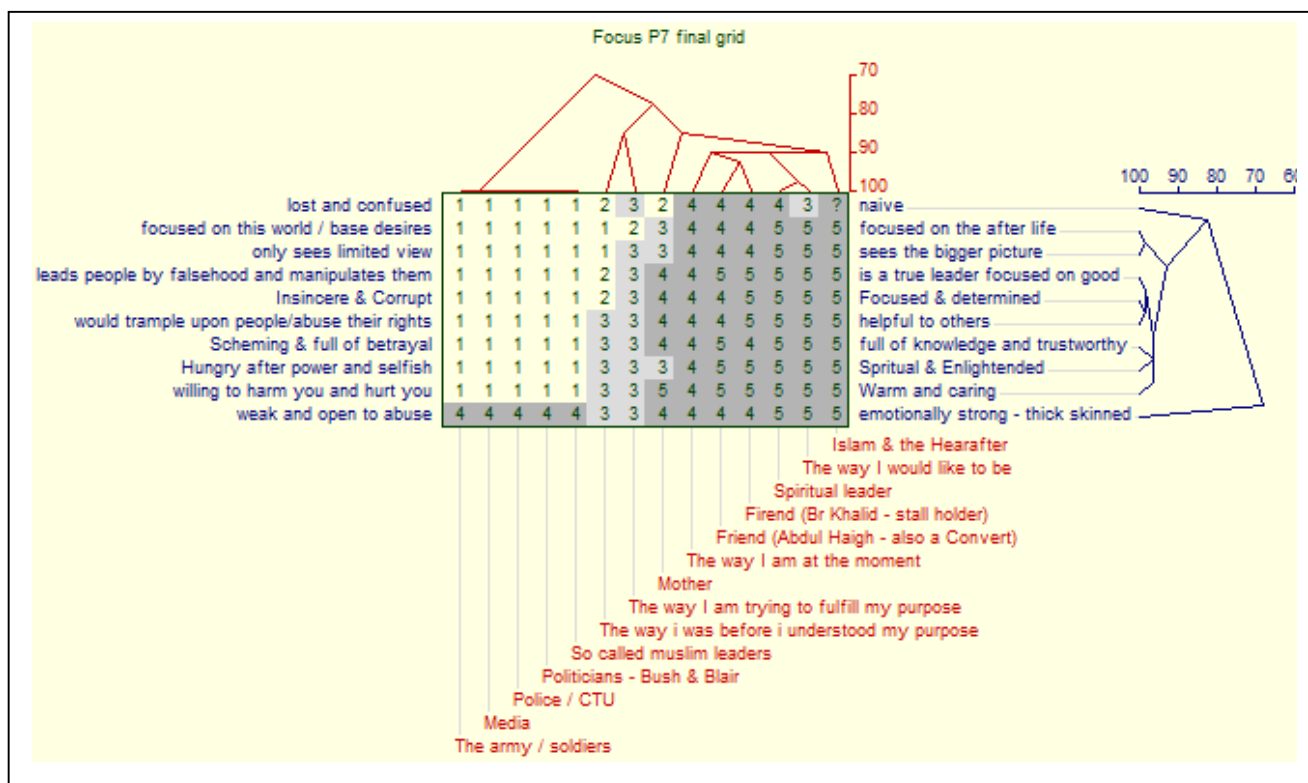 Focus P7 final grid
70
80
90
100
100 90 80 70 60
lost and confused 1 1 1 1 1 2 3 2 4 4 4 4 3 ? naive
focused on this world / base desires 1 1 1 1 1 1 2 3 4 4 4 5 5 5 focused on the after life
only sees limited view 1 1 1 1 1 1 3 3 4 4 4 5 5 5 sees the bigger picture
leads people by falsehood and manipulates them 1 1 1 1 1 2 3 4 4 5 5 5 5 5 is a true leader focused on good
Insincere & Corrupt 1 1 1 1 1 2 3 4 4 4 5 5 5 5 Focused & determined
would trample upon people/abuse their rights 1 1 1 1 1 3 3 4 4 4 5 5 5 5 helpful to others
Scheming & full of betrayal 1 1 1 1 1 3 3 4 4 5 4 5 5 5 full of knowledge and trustworthy
Hungry after power and selfish 1 1 1 1 1 3 3 3 4 5 5 5 5 5 Spritual & Enlightended
willing to harm you and hurt you 1 1 1 1 1 3 3 5 4 5 5 5 5 5 Warm and caring
weak and open to abuse 4 4 4 4 4 3 3 4 4 4 4 5 5 5 emotionally strong - thick skinned
Islam & the Hearafter
The way I would like to be
Spiritual leader
Firend (Br Khalid - stall holder)
Friend (Abdul Haigh - also a Convert)
The way I am at the moment
Mother
The way I am trying to fulfill my purpose
The way i was before i understood my purpose
So called muslim leaders
Politicians - Bush & Blair
Police / CTU
Media
The army / soldiers